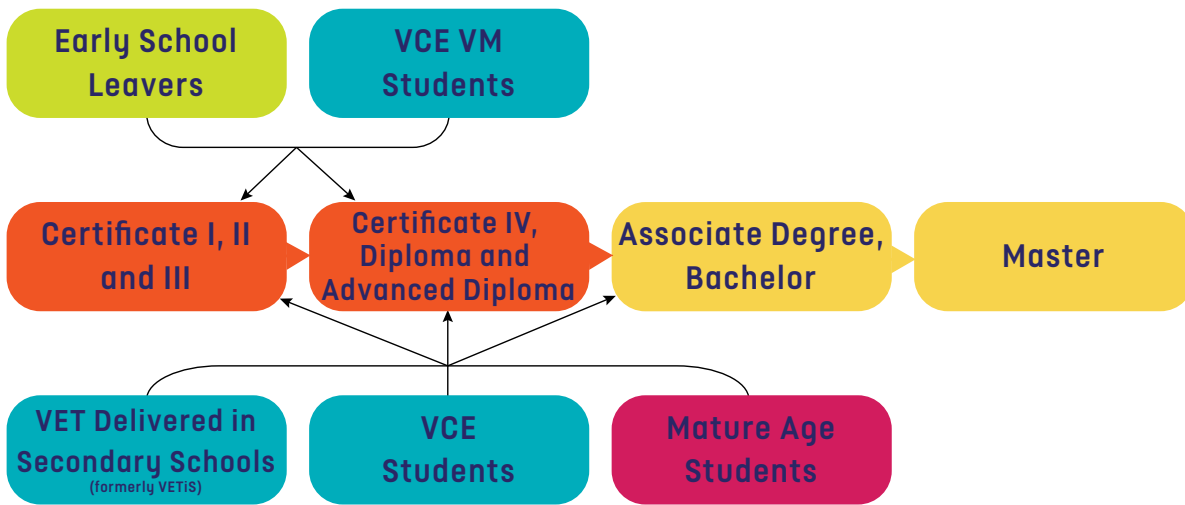 Early School
Leavers
VCE VM
Students
Certificate I, II
and III
Certificate IV,
Diploma and
Advanced Diploma
Associate Degree,
Bachelor
Master
VET Delivered in
Secondary Schools
(formerly VETiS)
VCE
Students
Mature Age
Students